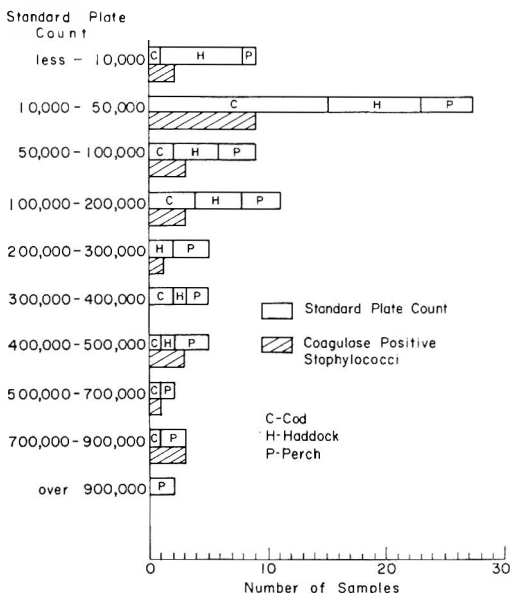 Standard Plate
Count
less - 10,000
C H P
10,000 - 50,000
C H P
50,000 - 100,000
C H P
100,000 - 200,000
C H P
200,000 - 300,000
H P
300,000 - 400,000
C H P
400,000 - 500,000
C H P
500,000 - 700,000
C P
700,000 - 900,000
C P
over 900,000
P
Standard Plate Count
Coagulase Positive
Stophylococci
C-Cod
H-Haddock
P-Perch
0 10 20 30
Number of Samples